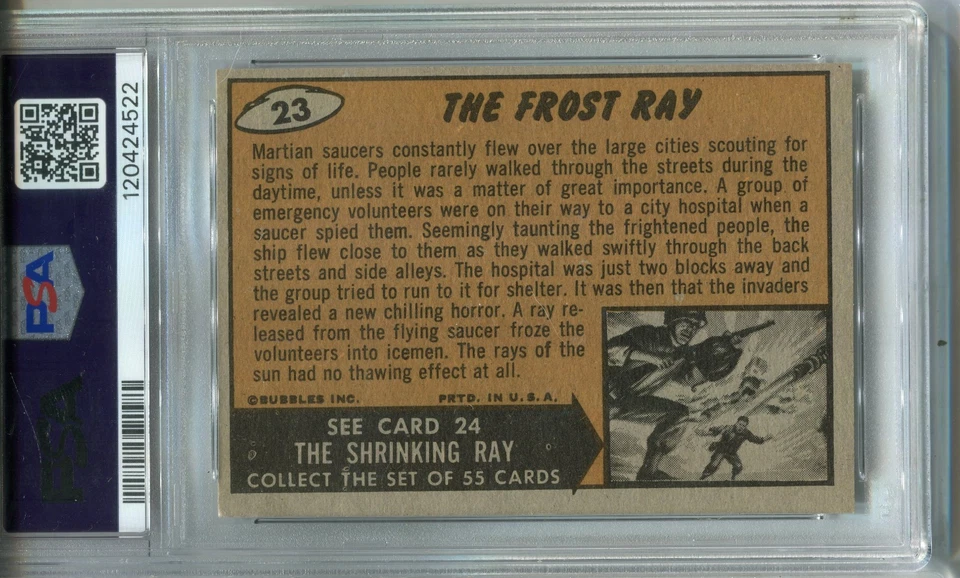 120424522
PSA
PSA
23
THE FROST RAY
Martian saucers constantly flew over the large cities scouting for
signs of life. People rarely walked through the streets during the
daytime, unless it was a matter of great importance. A group of
emergency volunteers were on their way to a city hospital when a
saucer spied them. Seemingly taunting the frightened people, the
ship flew close to them as they walked swiftly through the back
streets and side alleys. The hospital was just two blocks away and
the group tried to run to it for shelter. It was then that the invaders
revealed a new chilling horror. A ray re-
leased from the flying saucer froze the
volunteers into icemen. The rays of the
sun had no thawing effect at all.
©BUBBLES INC. PRTD. IN U.S.A.
SEE CARD 24
THE SHRINKING RAY
COLLECT THE SET OF 55 CARDS